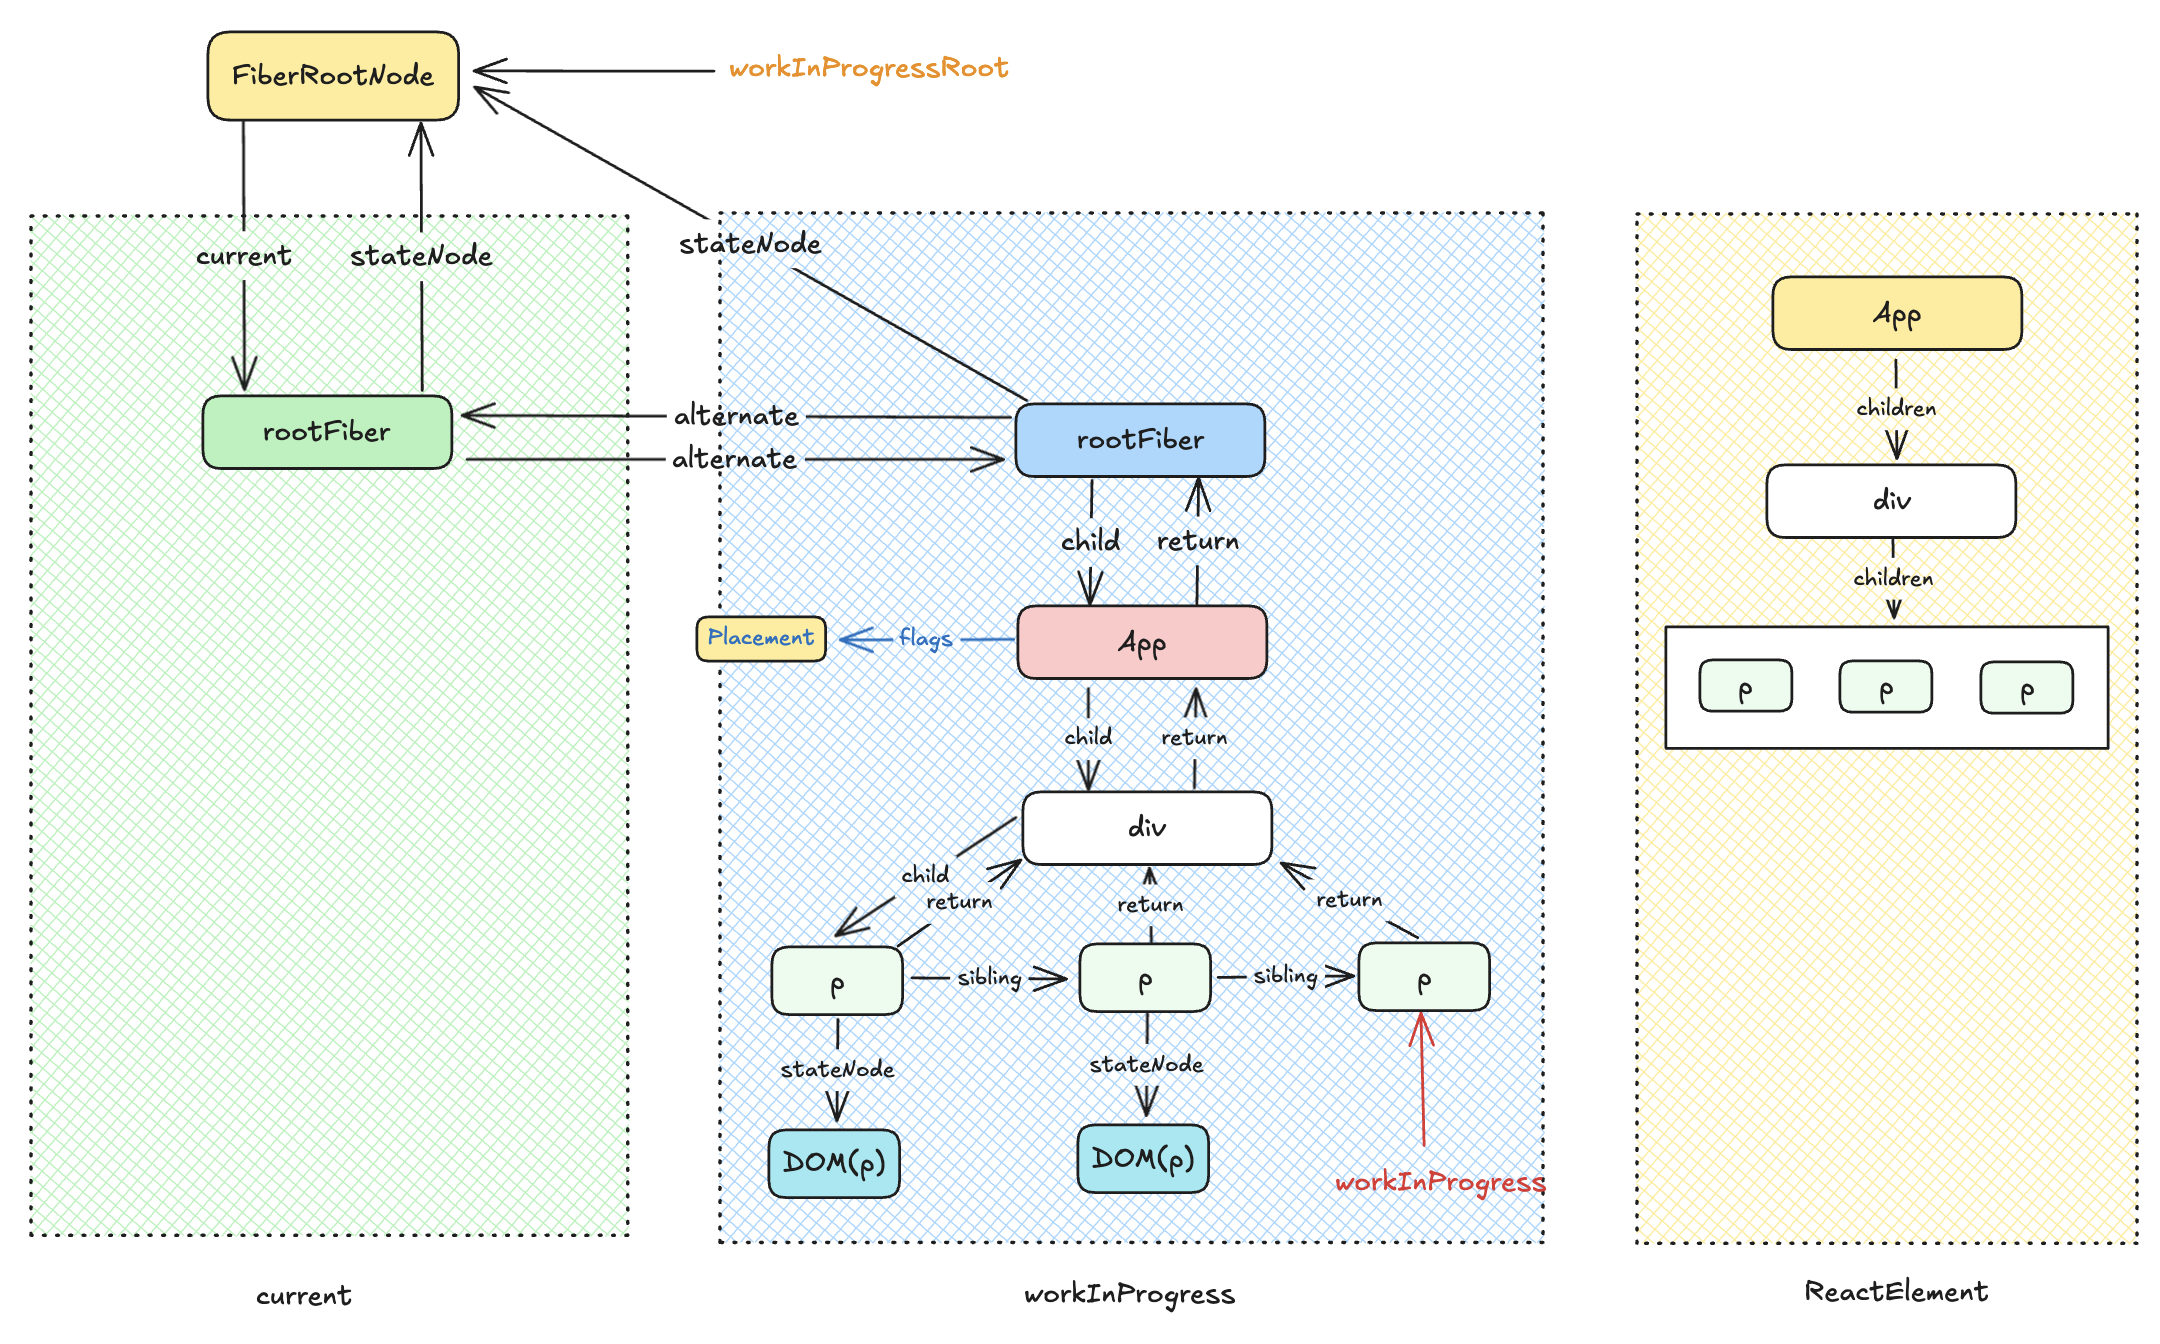 FiberRootNode
workInProgressRoot
current
stateNode
stateNode
rootFiber
alternate
alternate
rootFiber
child
return
Placement
flags
App
child
return
div
child
return
return
return
p
sibling
p
sibling
p
stateNode
stateNode
DOM(p)
DOM(p)
workInProgress
App
children
div
children
p
p
p
current
workInProgress
ReactElement